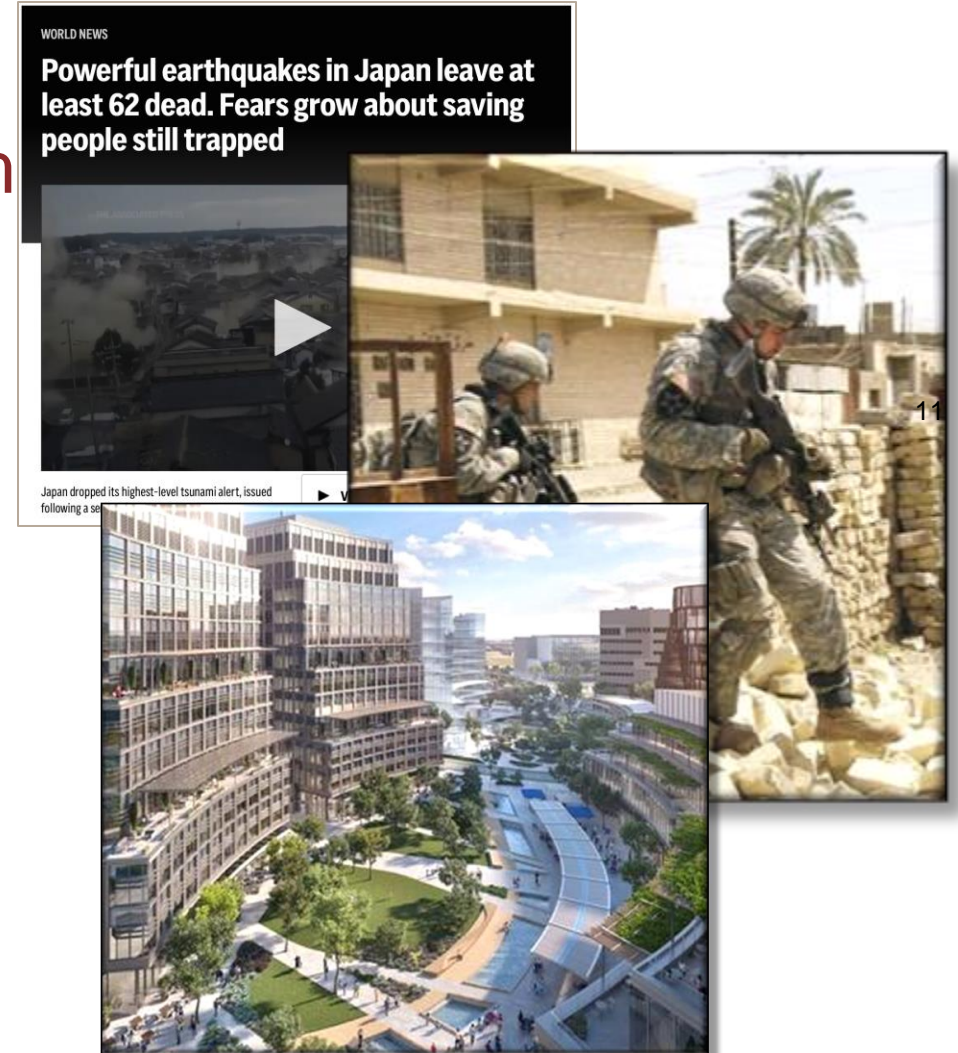 WORLD NEWS
Powerful earthquakes in Japan leave at
least 62 dead. Fears grow about saving
people still trapped
n
11
Japan dropped its highest-level tsunami alert, issued
following a se